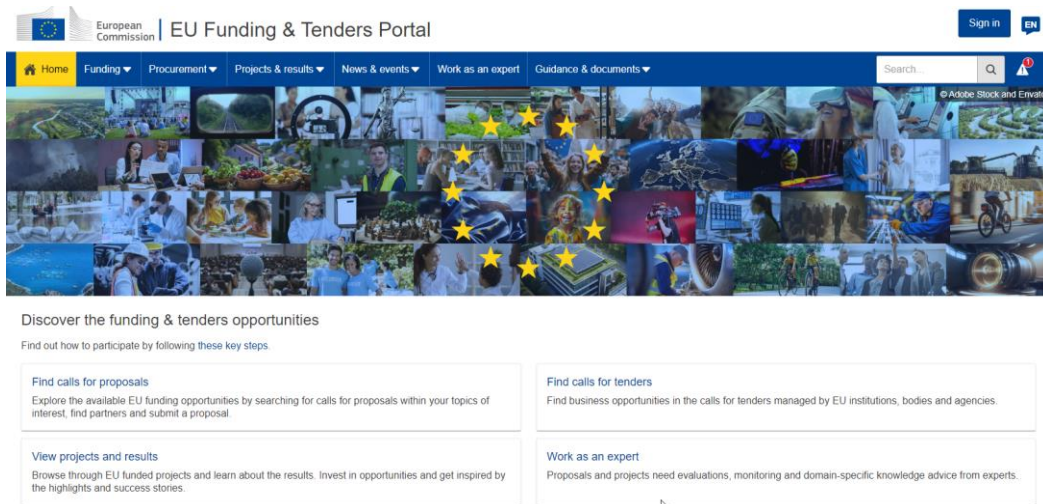 European
Commission
EU Funding & Tenders Portal
Sign in
EN
Home
Funding
Procurement
Projects & results
News & events
Work as an expert
Guidance & documents
Search...
1
© Adobe Stock and Envato
Discover the funding & tenders opportunities
Find out how to participate by following these key steps.
Find calls for proposals
Explore the available EU funding opportunities by searching for calls for proposals within your topics of
interest, find partners and submit a proposal.
Find calls for tenders
Find business opportunities in the calls for tenders managed by EU institutions, bodies and agencies.
View projects and results
Browse through EU funded projects and learn about the results. Invest in opportunities and get inspired by
the highlights and success stories.
Work as an expert
Proposals and projects need evaluations, monitoring and domain-specific knowledge advice from experts.